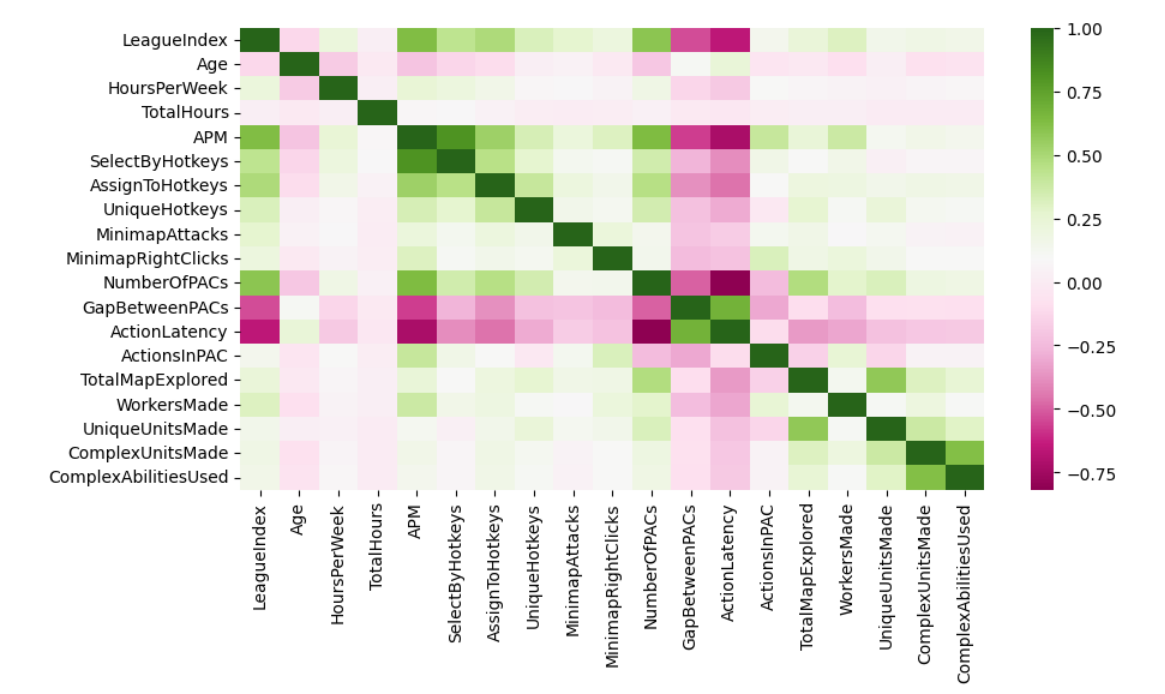 LeagueIndex
Age
HoursPerWeek
TotalHours
APM
SelectByHotkeys
AssignToHotkeys
UniqueHotkeys
MinimapAttacks
MinimapRightClicks
NumberOfPACs
GapBetweenPACs
ActionLatency
ActionsInPAC
TotalMapExplored
WorkersMade
UniqueUnitsMade
ComplexUnitsMade
ComplexAbilitiesUsed
LeagueIndex
Age
HoursPerWeek
TotalHours
APM
SelectByHotkeys
AssignToHotkeys
UniqueHotkeys
MinimapAttacks
MinimapRightClicks
NumberOfPACs
GapBetweenPACs
ActionLatency
ActionsInPAC
TotalMapExplored
WorkersMade
UniqueUnitsMade
ComplexUnitsMade
ComplexAbilitiesUsed
1.00
0.75
0.50
0.25
0.00
−0.25
−0.50
−0.75